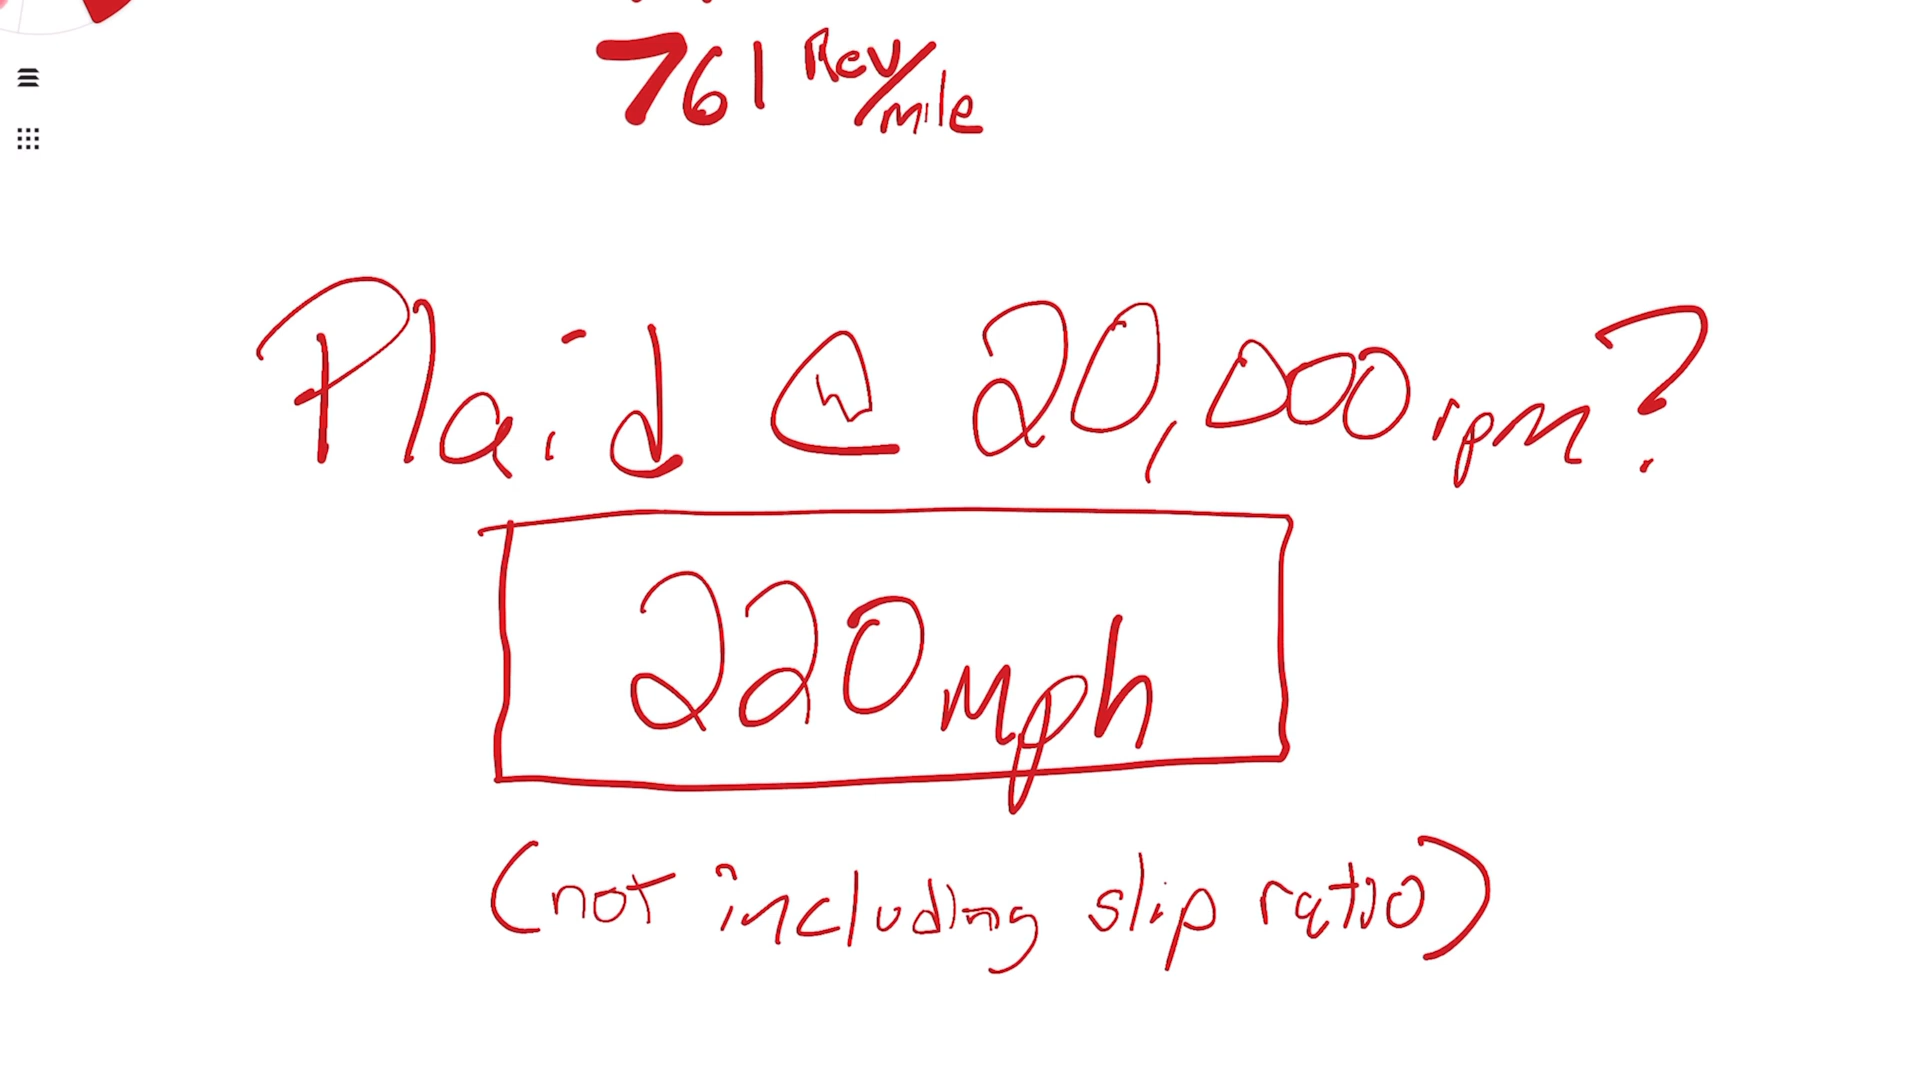 761 Rev/mile
Plaid @ 20,000 rpm?
220 mph
(not including slip ratio)